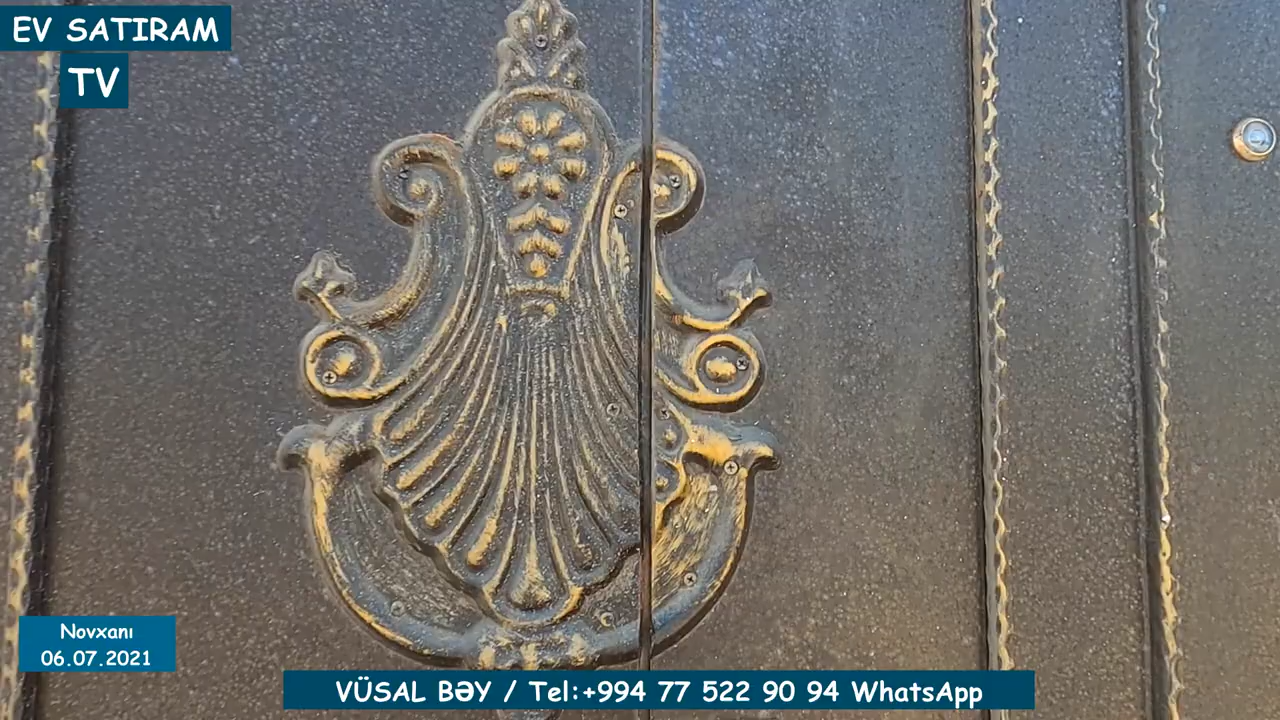 EV SATIRAM
TV
Novxanı
06.07.2021
VÜSAL BƏY / Tel:+994 77 522 90 94 WhatsApp